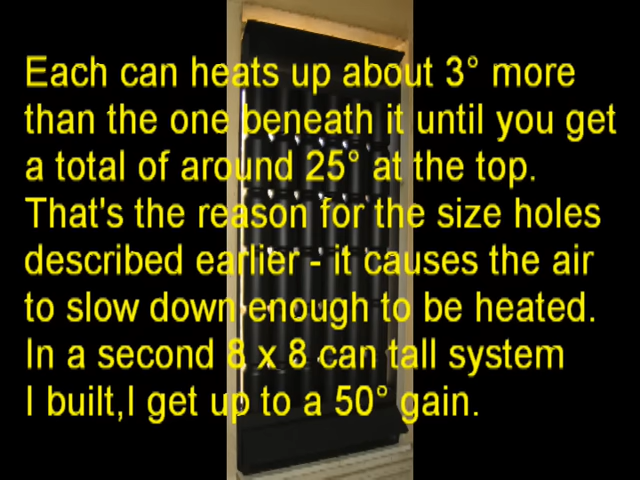 Each can heats up about 3° more
than the one beneath it until you get
a total of around 25° at the top.
That's the reason for the size holes
described earlier - it causes the air
to slow down enough to be heated.
In a second 8 x 8 can tall system
I built,I get up to a 50° gain.